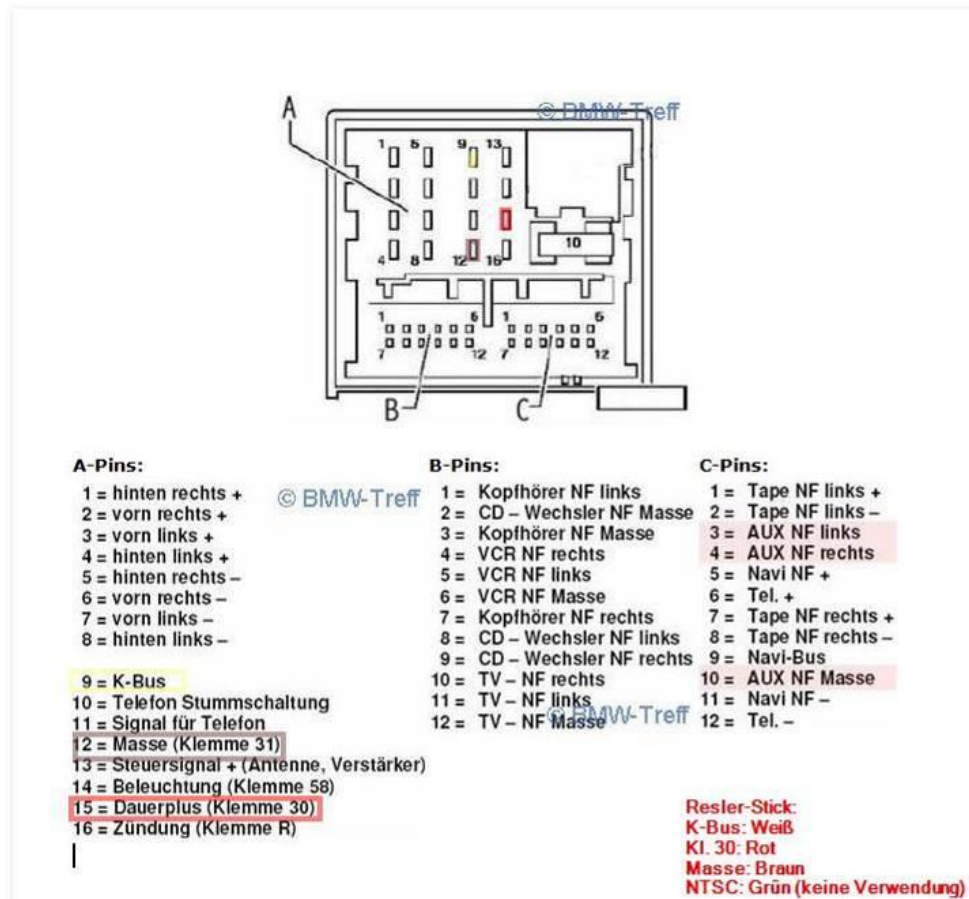 © BMW-Treff
A
1 5 9 13
10
4 8 12 16
1 6 1 6
7 12 7 12
B C
A-Pins:
1 = hinten rechts +
2 = vorn rechts +
3 = vorn links +
4 = hinten links +
5 = hinten rechts –
6 = vorn rechts –
7 = vorn links –
8 = hinten links –
9 = K-Bus
10 = Telefon Stummschaltung
11 = Signal für Telefon
12 = Masse (Klemme 31)
13 = Steuersignal + (Antenne, Verstärker)
14 = Beleuchtung (Klemme 58)
15 = Dauerplus (Klemme 30)
16 = Zündung (Klemme R)
© BMW-Treff
B-Pins:
1 = Kopfhörer NF links
2 = CD – Wechsler NF Masse
3 = Kopfhörer NF Masse
4 = VCR NF rechts
5 = VCR NF links
6 = VCR NF Masse
7 = Kopfhörer NF rechts
8 = CD – Wechsler NF links
9 = CD – Wechsler NF rechts
10 = TV – NF rechts
11 = TV – NF links
12 = TV – NF Masse
© BMW-Treff
C-Pins:
1 = Tape NF links +
2 = Tape NF links –
3 = AUX NF links
4 = AUX NF rechts
5 = Navi NF +
6 = Tel. +
7 = Tape NF rechts +
8 = Tape NF rechts –
9 = Navi-Bus
10 = AUX NF Masse
11 = Navi NF –
12 = Tel. –
Resler-Stick:
K-Bus: Weiß
Kl. 30: Rot
Masse: Braun
NTSC: Grün (keine Verwendung)